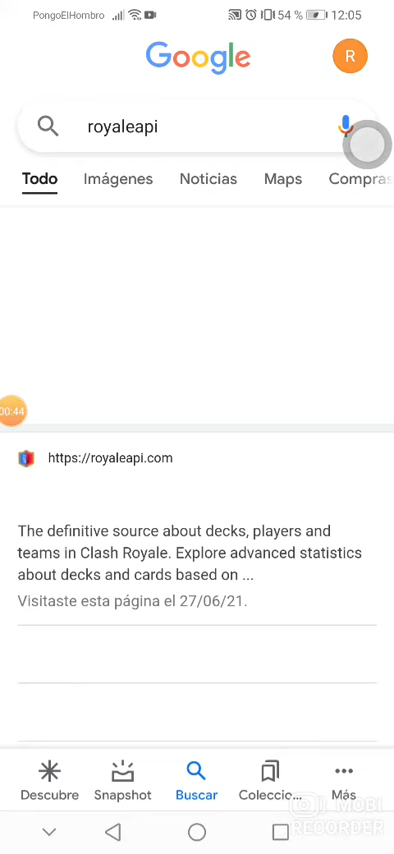 PongoElHombro
54 %
12:05
Google
R
royaleapi
Todo
Imágenes
Noticias
Maps
Compras
00:44
https://royaleapi.com
The definitive source about decks, players and
teams in Clash Royale. Explore advanced statistics
about decks and cards based on ...
Visitaste esta página el 27/06/21.
Descubre
Snapshot
Buscar
Coleccio...
Más
MOBI
RECORDER